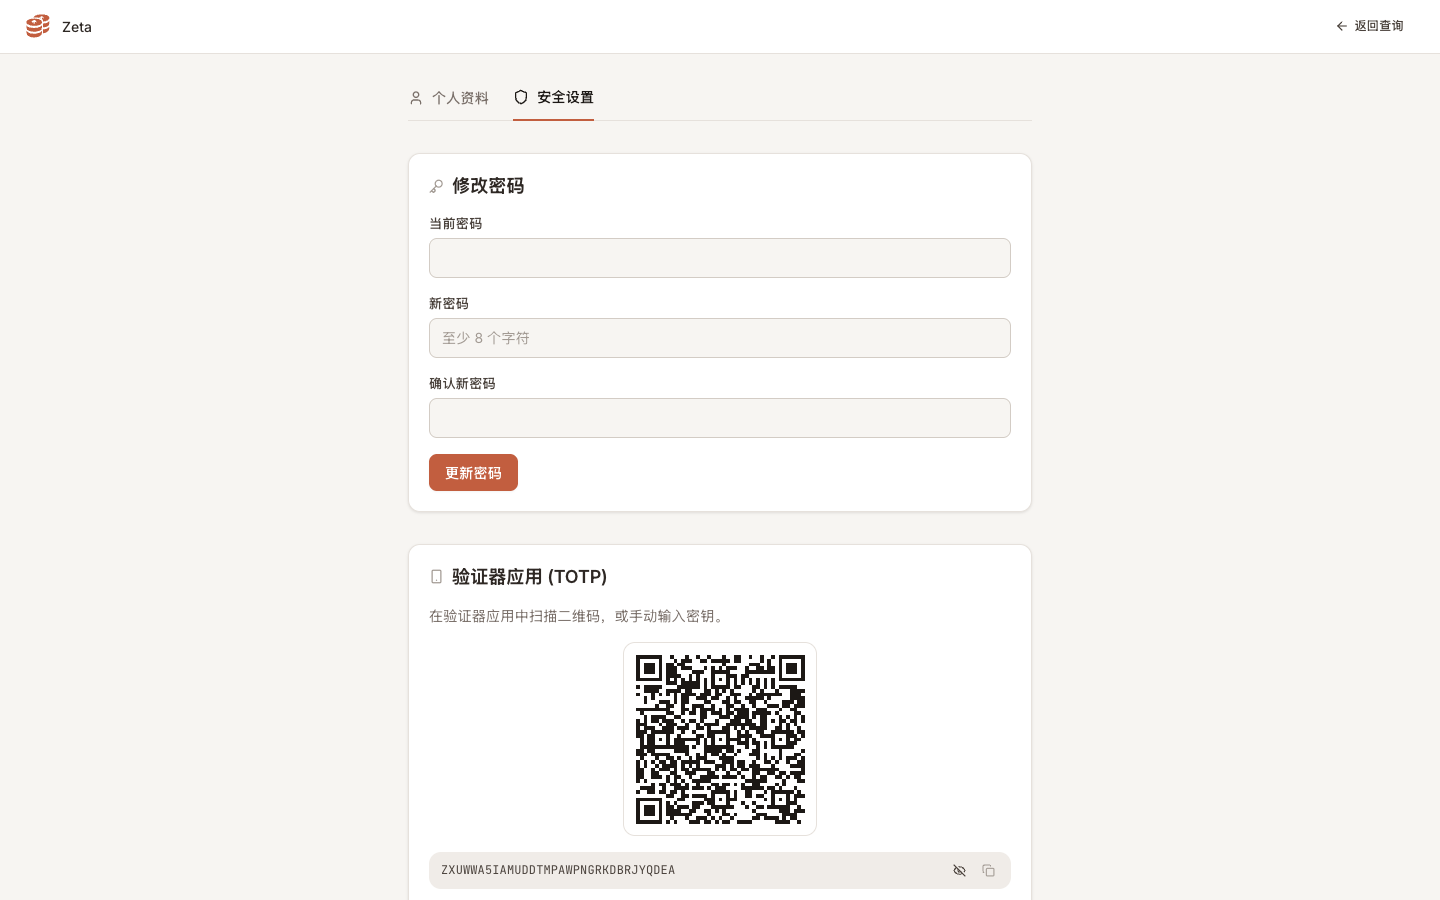 Zeta
返回查询
个人资料
安全设置
修改密码
当前密码
新密码
至少 8 个字符
确认新密码
更新密码
验证器应用 (TOTP)
在验证器应用中扫描二维码，或手动输入密钥。
ZXUWWA5IAMUDDTMPAWPNGRKDBRJYQDEA